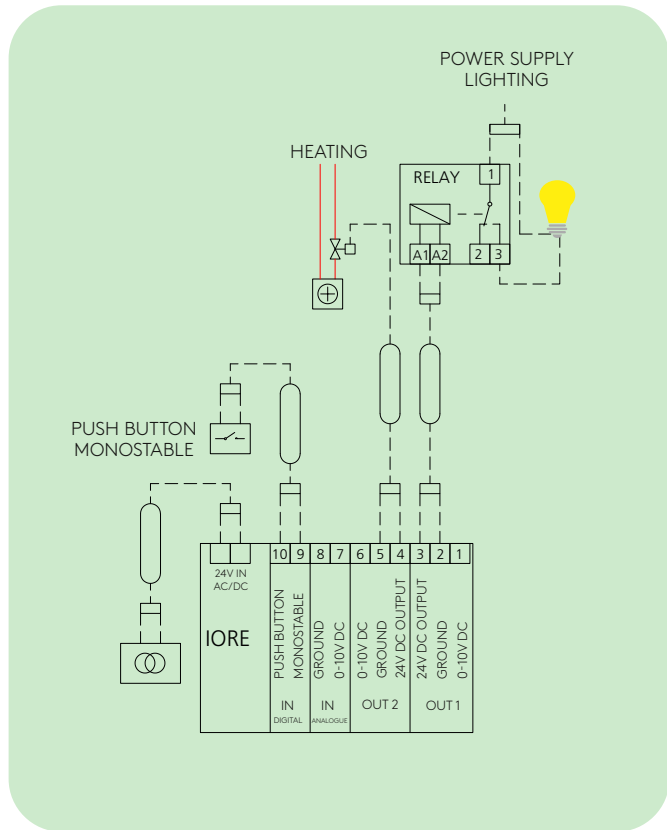 POWER SUPPLY
LIGHTING
HEATING
RELAY
1
A1 A2 2 3
PUSH BUTTON
MONOSTABLE
10 9 8 7 6 5 4 3 2 1
24V IN
AC/DC
IORE
PUSH BUTTON
MONOSTABLE
GROUND
0-10V DC
0-10V DC
GROUND
24V DC OUTPUT
24V DC OUTPUT
GROUND
0-10V DC
IN
DIGITAL
IN
ANALOGUE
OUT 2
OUT 1